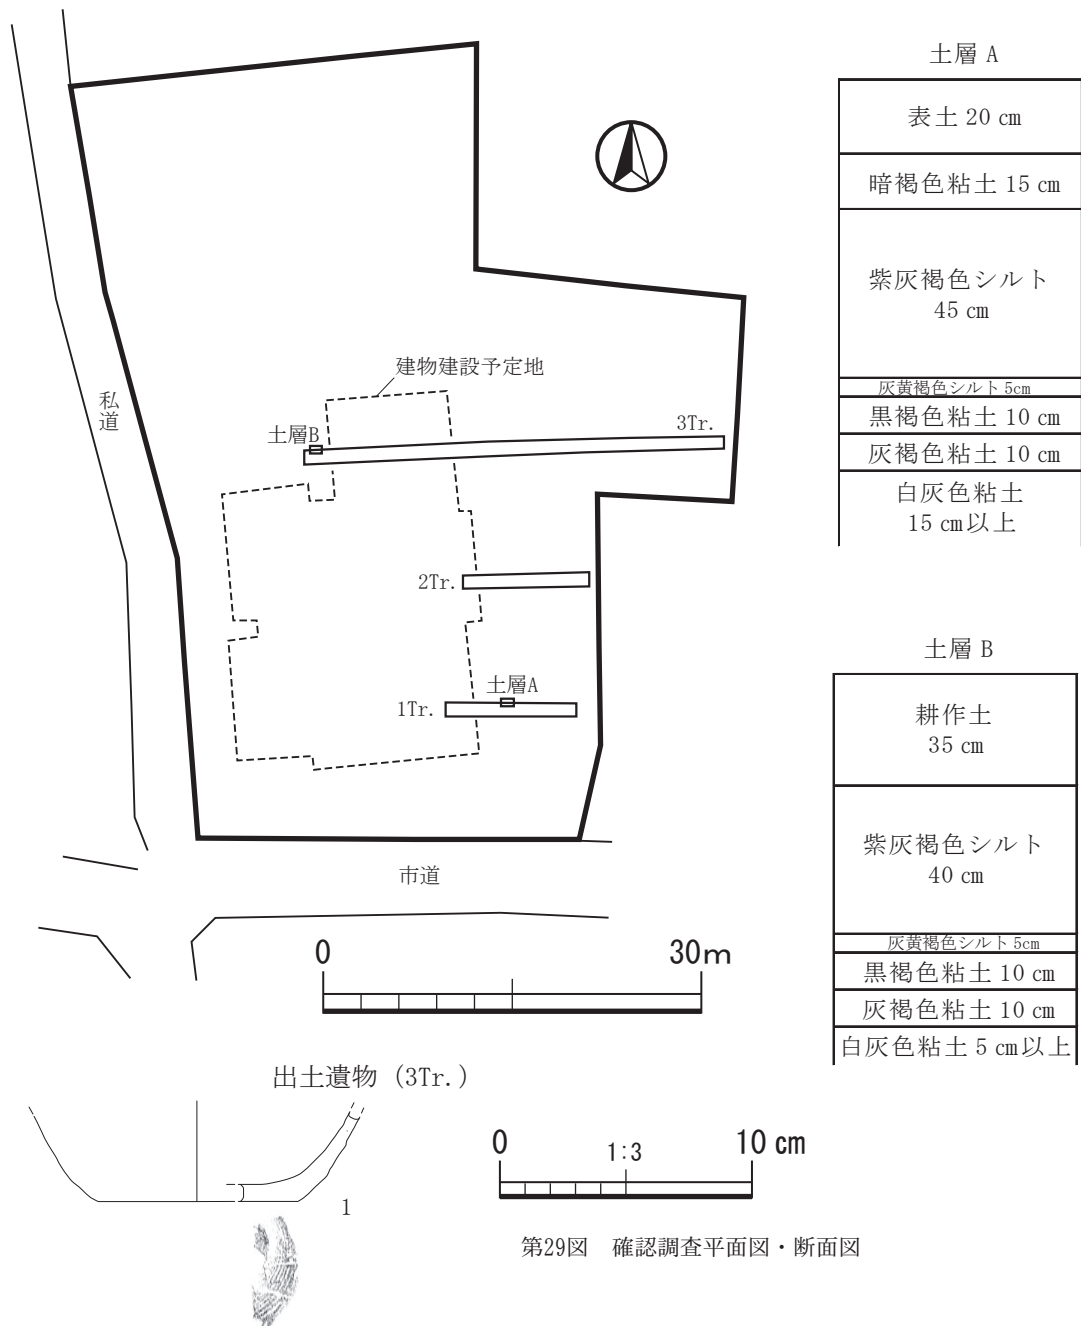 土層 A
表土 20 cm
暗褐色粘土 15 cm
紫灰褐色シルト
45 cm
灰黄褐色シルト 5cm
黒褐色粘土 10 cm
灰褐色粘土 10 cm
白灰色粘土
15 cm以上
建物建設予定地
私道
土層B
3Tr.
2Tr.
土層A
1Tr.
市道
土層 B
耕作土
35 cm
紫灰褐色シルト
40 cm
灰黄褐色シルト 5cm
黒褐色粘土 10 cm
灰褐色粘土 10 cm
白灰色粘土 5 cm以上
0 30m
出土遺物 (3Tr.)
0 1:3 10 cm
1
第29図 確認調査平面図・断面図